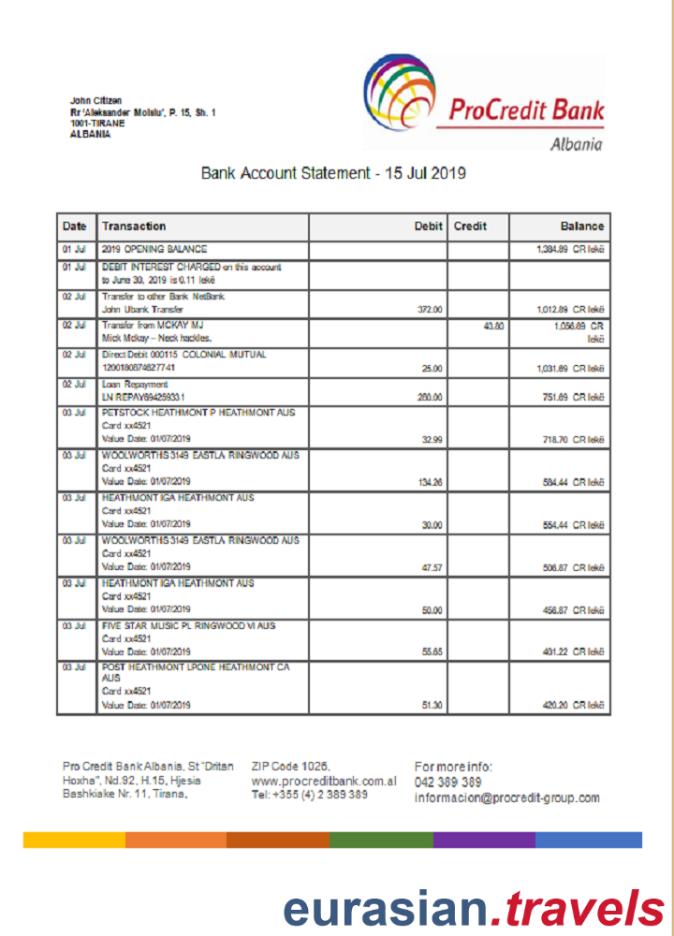 ProCredit Bank
Albania
John Citizen
Rr 'Aleksander Moisiu', P. 15, Sh. 1
1001-TIRANE
ALBANIA
Bank Account Statement - 15 Jul 2019
Date Transaction Debit Credit Balance
01 Jul 2019 OPENING BALANCE 1,384.89 CR lekë
01 Jul DEBIT INTEREST CHARGED on this account
to June 30, 2019 is 0.11 lekë
02 Jul Transfer to other Bank NetBank
John Ubank Transfer 372.00 1,012.89 CR lekë
02 Jul Transfer from MCKAY MJ 43.80 1,056.69 CR
Mick Mckay – Neck hackles. lekë
02 Jul Direct Debit 000115 COLONIAL MUTUAL
1200180874627741 25.00 1,031.69 CR lekë
02 Jul Loan Repayment
LN REPAY694259331 280.00 751.69 CR lekë
03 Jul PETSTOCK HEATHMONT P HEATHMONT AUS
Card xx4521
Value Date: 01/07/2019 32.99 718.70 CR lekë
03 Jul WOOLWORTHS 3149 EASTLA RINGWOOD AUS
Card xx4521
Value Date: 01/07/2019 134.26 584.44 CR lekë
03 Jul HEATHMONT IGA HEATHMONT AUS
Card xx4521
Value Date: 01/07/2019 30.00 554.44 CR lekë
03 Jul WOOLWORTHS 3149 EASTLA RINGWOOD AUS
Card xx4521
Value Date: 01/07/2019 47.57 506.87 CR lekë
03 Jul HEATHMONT IGA HEATHMONT AUS
Card xx4521
Value Date: 01/07/2019 50.00 456.87 CR lekë
03 Jul FIVE STAR MUSIC PL RINGWOOD VI AUS
Card xx4521
Value Date: 01/07/2019 55.65 401.22 CR lekë
03 Jul POST HEATHMONT LPONE HEATHMONT CA
AUS
Card xx4521
Value Date: 01/07/2019 51.30 420.20 CR lekë
Pro Credit Bank Albania, St "Dritan
Hoxha", Nd.92, H.15, Hjesia
Bashkiake Nr. 11, Tirana,
ZIP Code 1026,
www.procreditbank.com.al
Tel: +355 (4) 2 389 389
For more info:
042 389 389
informacion@procredit-group.com
eurasian.travels